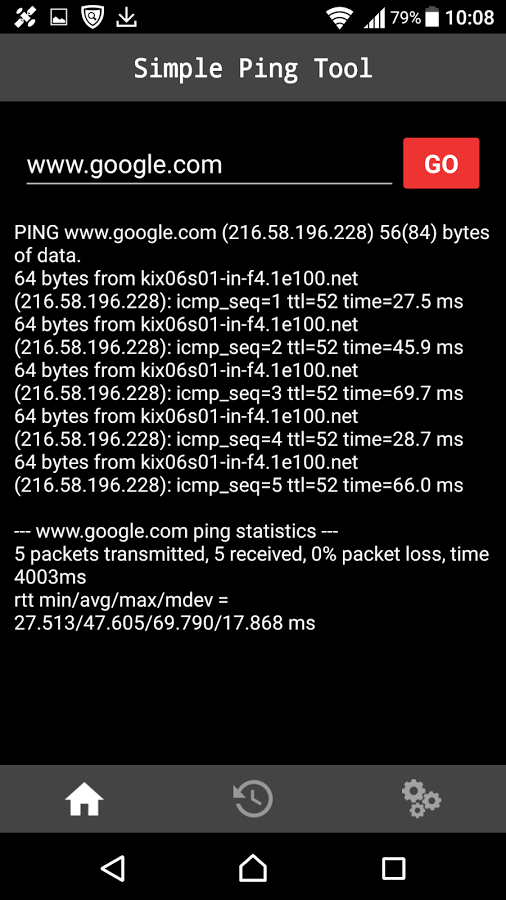 79% 10:08
Simple Ping Tool
www.google.com GO
PING www.google.com (216.58.196.228) 56(84) bytes
of data.
64 bytes from kix06s01-in-f4.1e100.net
(216.58.196.228): icmp_seq=1 ttl=52 time=27.5 ms
64 bytes from kix06s01-in-f4.1e100.net
(216.58.196.228): icmp_seq=2 ttl=52 time=45.9 ms
64 bytes from kix06s01-in-f4.1e100.net
(216.58.196.228): icmp_seq=3 ttl=52 time=69.7 ms
64 bytes from kix06s01-in-f4.1e100.net
(216.58.196.228): icmp_seq=4 ttl=52 time=28.7 ms
64 bytes from kix06s01-in-f4.1e100.net
(216.58.196.228): icmp_seq=5 ttl=52 time=66.0 ms
--- www.google.com ping statistics ---
5 packets transmitted, 5 received, 0% packet loss, time
4003ms
rtt min/avg/max/mdev =
27.513/47.605/69.790/17.868 ms